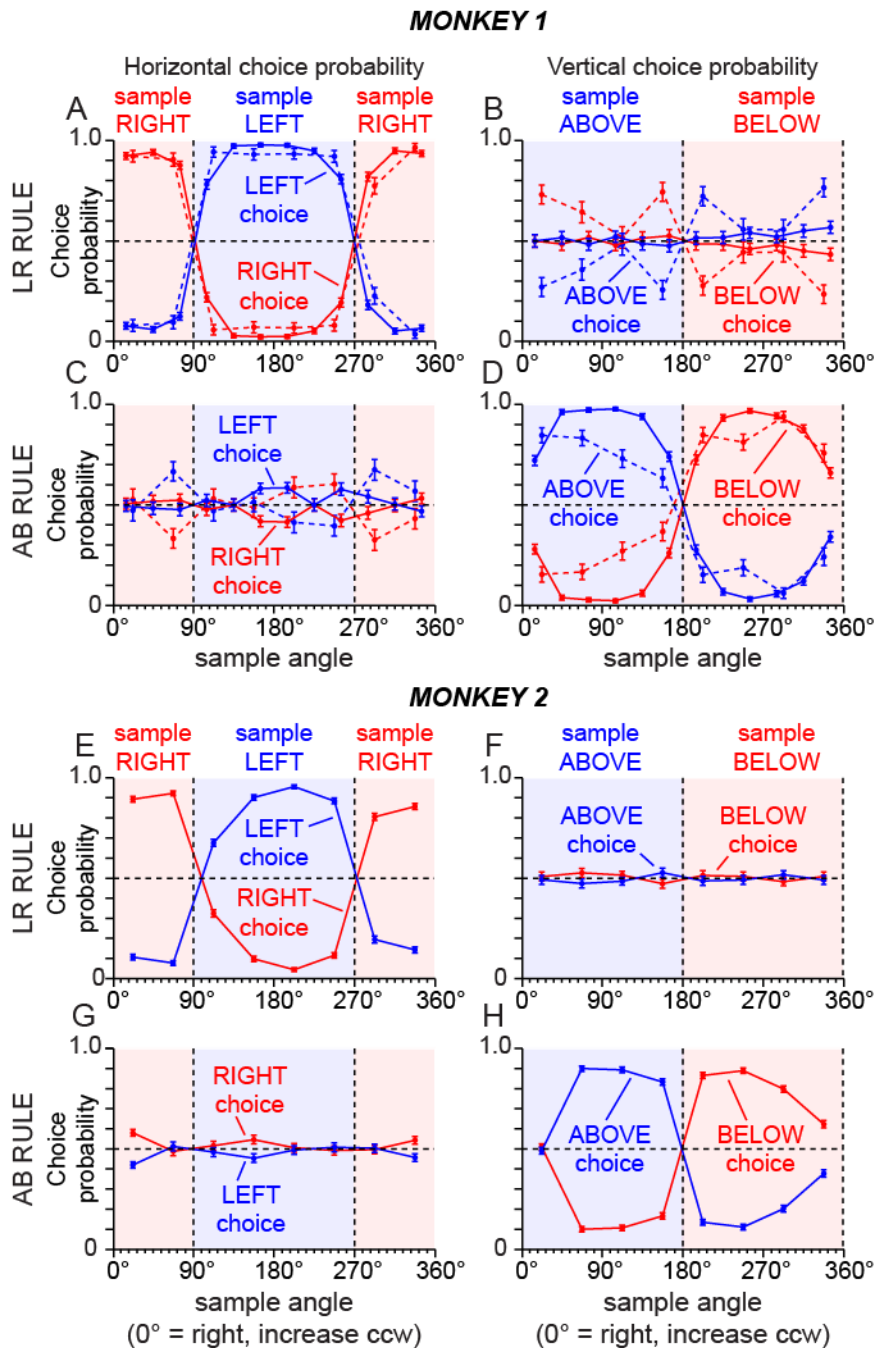 MONKEY 1
Horizontal choice probability
Vertical choice probability
A
sample RIGHT
sample LEFT
sample RIGHT
B
sample ABOVE
sample BELOW
LR RULE
Choice probability
1.0
0
LEFT choice
RIGHT choice
0° 90° 180° 270° 360°
1.0
0
ABOVE choice
BELOW choice
0° 90° 180° 270° 360°
C
AB RULE
Choice probability
1.0
0
LEFT choice
RIGHT choice
0° 90° 180° 270° 360°
sample angle
D
1.0
0
ABOVE choice
BELOW choice
0° 90° 180° 270° 360°
sample angle
MONKEY 2
E
sample RIGHT
sample LEFT
sample RIGHT
F
sample ABOVE
sample BELOW
LR RULE
Choice probability
1.0
0
LEFT choice
RIGHT choice
0° 90° 180° 270° 360°
1.0
0
ABOVE choice
BELOW choice
0° 90° 180° 270° 360°
G
AB RULE
Choice probability
1.0
0
RIGHT choice
LEFT choice
0° 90° 180° 270° 360°
sample angle
(0° = right, increase ccw)
H
1.0
0
ABOVE choice
BELOW choice
0° 90° 180° 270° 360°
sample angle
(0° = right, increase ccw)